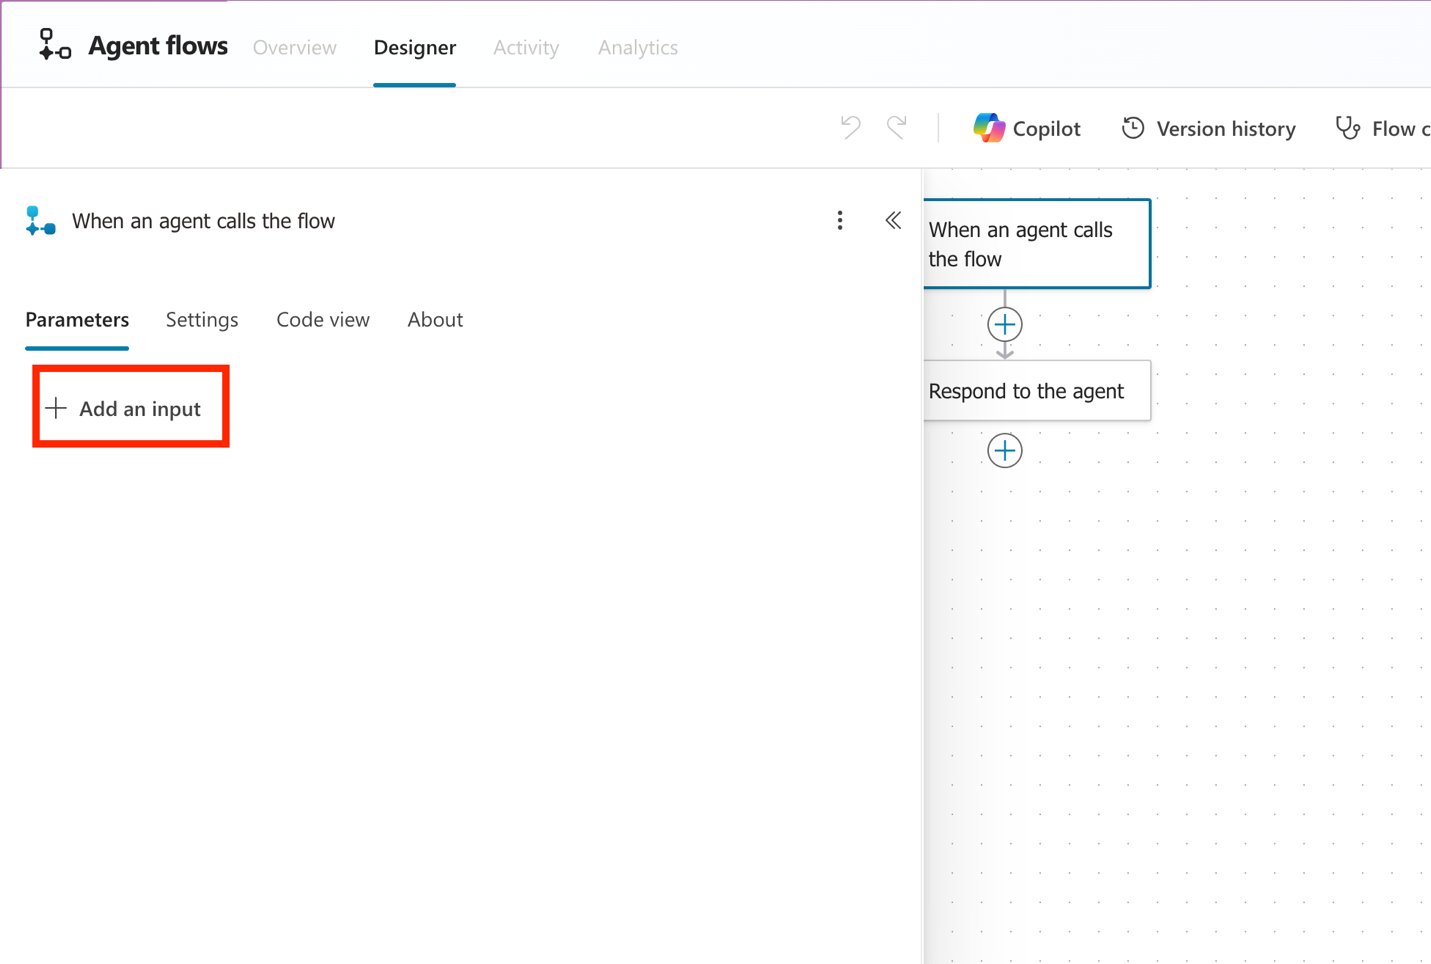 Agent flows
Overview
Designer
Activity
Analytics
Copilot
Version history
Flow c
When an agent calls the flow
Parameters
Settings
Code view
About
Add an input
When an agent calls
the flow
Respond to the agent